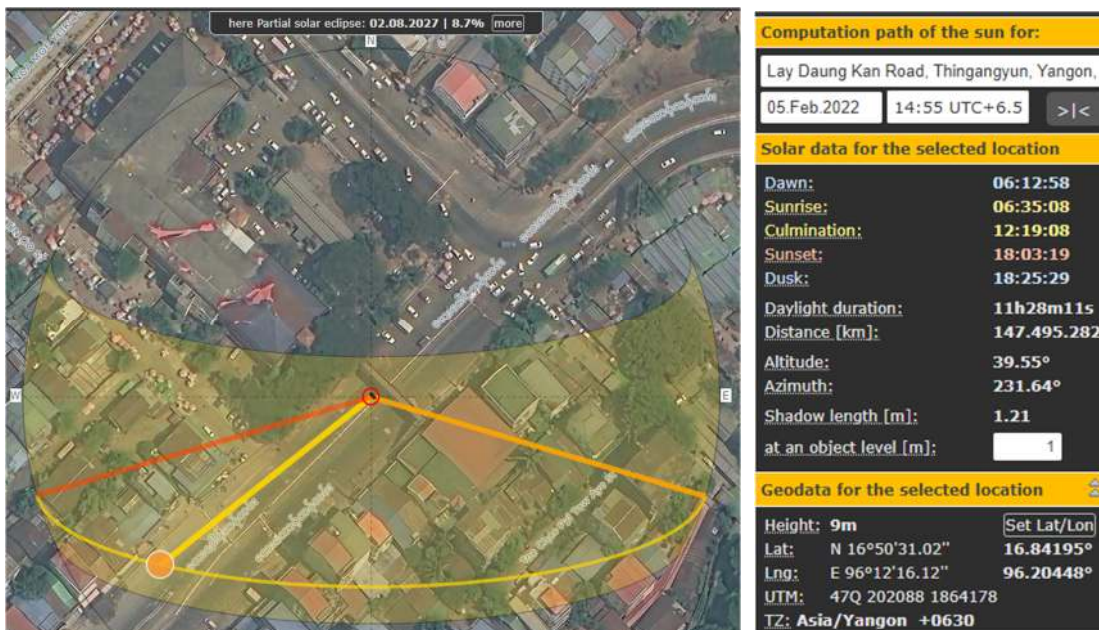 here Partial solar eclipse: 02.08.2027 | 8.7% more
N
W
E
Computation path of the sun for:
Lay Daung Kan Road, Thingangyun, Yangon,
05.Feb.2022 14:55 UTC+6.5 >|<
Solar data for the selected location
Dawn: 06:12:58
Sunrise: 06:35:08
Culmination: 12:19:08
Sunset: 18:03:19
Dusk: 18:25:29
Daylight duration: 11h28m11s
Distance [km]: 147.495.282
Altitude: 39.55°
Azimuth: 231.64°
Shadow length [m]: 1.21
at an object level [m]: 1
Geodata for the selected location
Height: 9m Set Lat/Lon
Lat: N 16°50'31.02" 16.84195°
Lng: E 96°12'16.12" 96.20448°
UTM: 47Q 202088 1864178
TZ: Asia/Yangon +0630